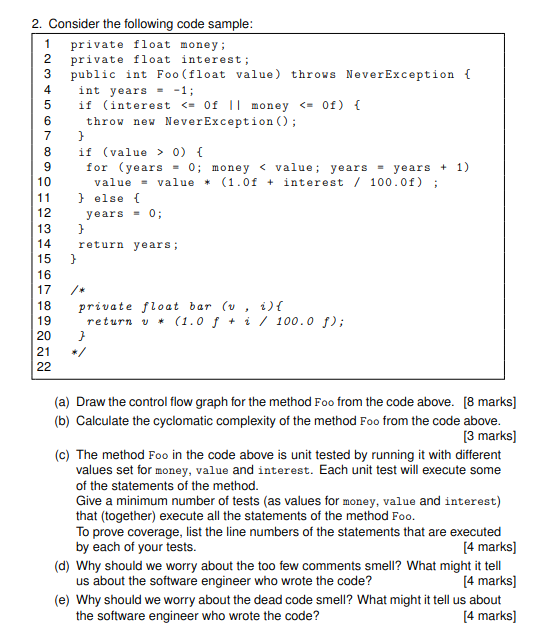 2. Consider the following code sample:
1 private float money;
2 private float interest;
3 public int Foo(float value) throws NeverException {
4 int years = -1;
5 if (interest <= 0f || money <= 0f) {
6 throw new NeverException();
7 }
8 if (value > 0) {
9 for (years = 0; money < value; years = years + 1)
10 value = value * (1.0f + interest / 100.0f) ;
11 } else {
12 years = 0;
13 }
14 return years;
15 }
16
17 /*
18 private float bar (v , i){
19 return v * (1.0 f + i / 100.0 f);
20 }
21 */
22
(a) Draw the control flow graph for the method Foo from the code above. [8 marks]
(b) Calculate the cyclomatic complexity of the method Foo from the code above.
[3 marks]
(c) The method Foo in the code above is unit tested by running it with different
values set for money, value and interest. Each unit test will execute some
of the statements of the method.
Give a minimum number of tests (as values for money, value and interest)
that (together) execute all the statements of the method Foo.
To prove coverage, list the line numbers of the statements that are executed
by each of your tests. [4 marks]
(d) Why should we worry about the too few comments smell? What might it tell
us about the software engineer who wrote the code? [4 marks]
(e) Why should we worry about the dead code smell? What might it tell us about
the software engineer who wrote the code? [4 marks]